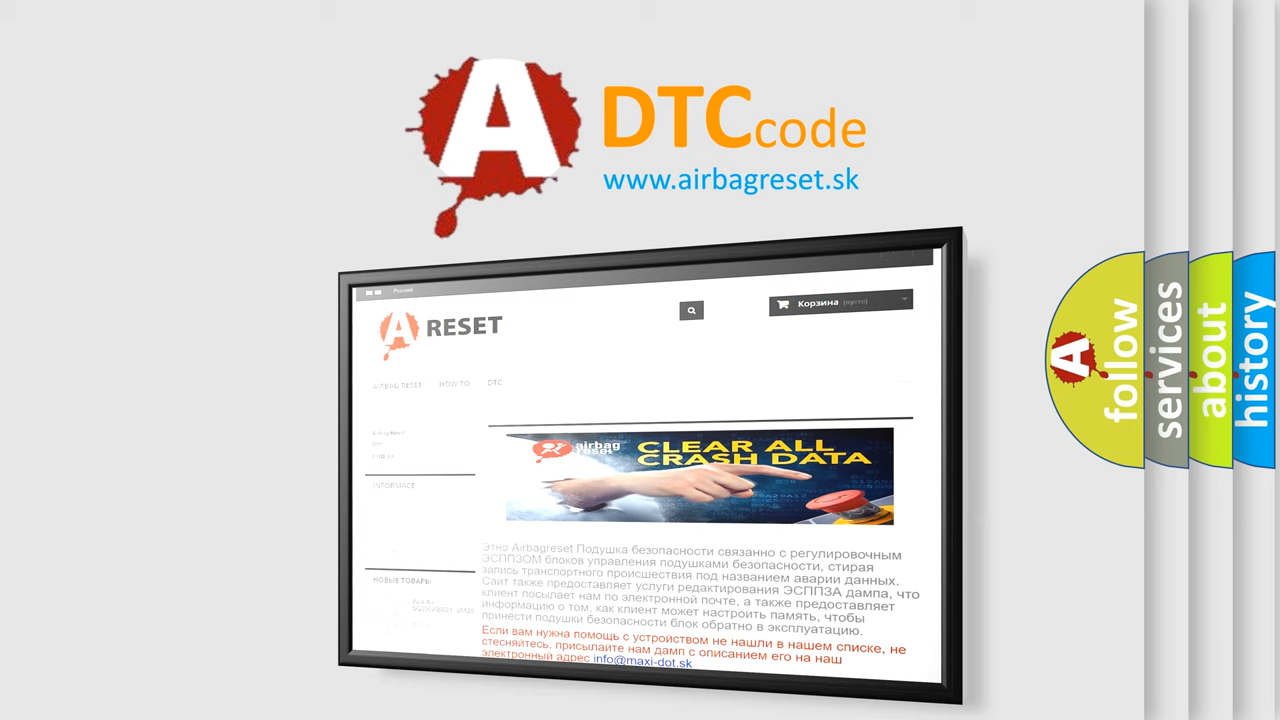 A
DTC code
www.airbagreset.sk
Русский
Корзина (пусто)
A RESET
AIRBAG RESET HOW TO DTC
INFORMACE
НОВЫЕ ТОВАРЫ
airbag
reset
CLEAR ALL
CRASH DATA
Этно Airbagreset Подушка безопасности связанно с регулировочным
ЭСППЗОМ блоков управления подушками безопасности, стирая
запись транспортного происшествия под названием аварии данных.
Сайт также предоставляет услуги редактирования ЭСППЗА дампа, что
клиент посылает нам по электронной почте, а также предоставляет
информацию о том, как клиент может настроить память, чтобы
принести подушки безопасности блок обратно в эксплуатацию.
Если вам нужна помощь с устройством не нашли в нашем списке, не
стесняйтесь, присылайте нам дамп с описанием его на наш
электронный адрес info@maxi-dot.sk
A
follow
services
about
history